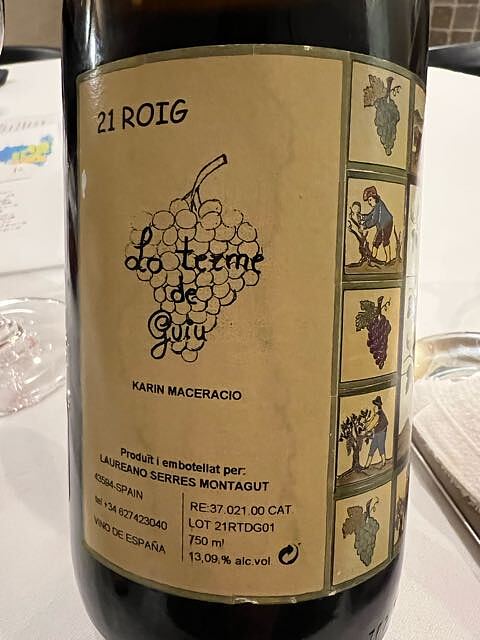 21 ROIG
Lo terme
de
Guiu
KARIN MACERACIO
Produït i embotellat per:
LAUREANO SERRES MONTAGUT
43594-SPAIN
tel +34 627423040
VINO DE ESPAÑA
RE:37.021.00 CAT
LOT 21RTDG01
750 ml
13,09,% alc.vol